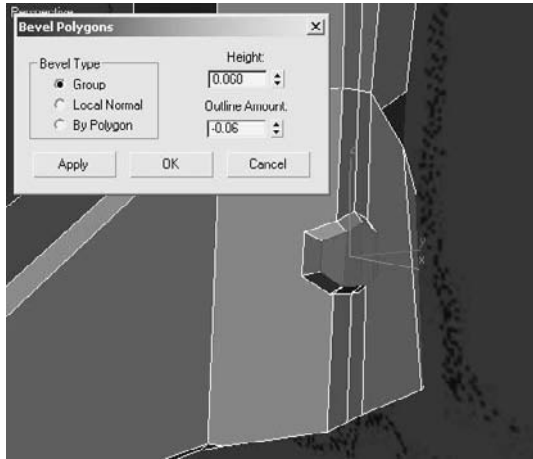 Perspective
Bevel Polygons
Bevel Type
Group
Local Normal
By Polygon
Height:
0.060
Outline Amount:
-0.06
Apply
OK
Cancel
x